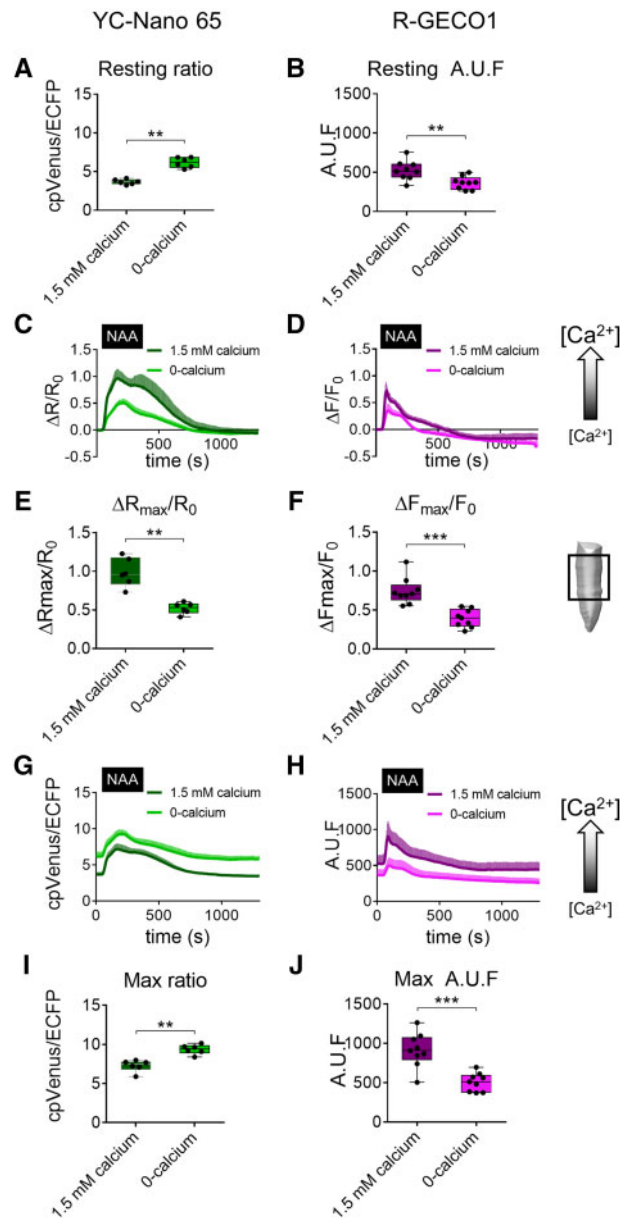 YC-Nano 65
R-GECO1
A
Resting ratio
cpVenus/ECFP
15
10
5
0
**
1.5 mM calcium
0-calcium
B
Resting A.U.F
A.U.F
1500
1000
500
0
**
1.5 mM calcium
0-calcium
C
NAA
1.5 mM calcium
0-calcium
ΔR/R0
1.5
1.0
0.5
0.0
-0.5
500
1000
time (s)
D
NAA
1.5 mM calcium
0-calcium
ΔF/F0
1.5
1.0
0.5
0.0
-0.5
500
1000
time (s)
[Ca2+]
[Ca2+]
E
ΔRmax/R0
ΔRmax/R0
1.5
1.0
0.5
0.0
**
1.5 mM calcium
0-calcium
F
ΔFmax/F0
ΔFmax/F0
1.5
1.0
0.5
0.0
***
1.5 mM calcium
0-calcium
G
NAA
1.5 mM calcium
0-calcium
cpVenus/ECFP
15
10
5
0
0
500
1000
time (s)
H
NAA
1.5 mM calcium
0-calcium
A.U.F
1500
1000
500
0
0
500
1000
time (s)
[Ca2+]
[Ca2+]
I
Max ratio
cpVenus/ECFP
15
10
5
0
**
1.5 mM calcium
0-calcium
J
Max A.U.F
A.U.F
1500
1000
500
0
***
1.5 mM calcium
0-calcium